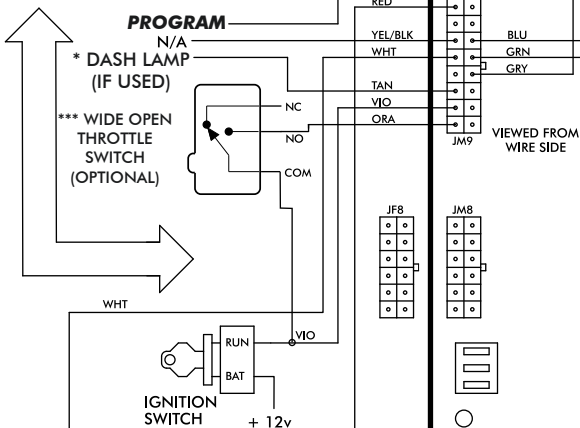 RED
PROGRAM
N/A
YEL/BLK
BLU
* DASH LAMP
(IF USED)
WHT
GRN
GRY
TAN
NC
VIO
*** WIDE OPEN
THROTTLE
SWITCH
(OPTIONAL)
ORA
NO
JM9
VIEWED FROM
WIRE SIDE
COM
JF8
JM8
WHT
VIO
RUN
BAT
IGNITION
SWITCH
+ 12v